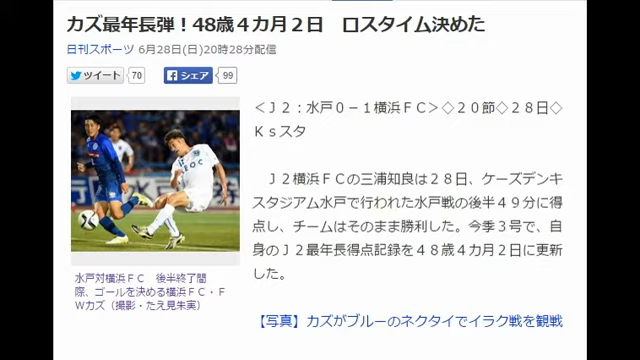 カズ最年長弾！48歳４カ月２日　ロスタイム決めた
日刊スポーツ 6月28日(日)20時28分配信
ツイート 70 シェア 99
＜Ｊ２：水戸０－１横浜ＦＣ＞◇２０節◇２８日◇
Ｋｓスタ
Ｊ２横浜ＦＣの三浦知良は２８日、ケーズデンキ
スタジアム水戸で行われた水戸戦の後半４９分に得
点し、チームはそのまま勝利した。今季３号で、自
身のＪ２最年長得点記録を４８歳４カ月２日に更新
した。
水戸対横浜ＦＣ　後半終了間
際、ゴールを決める横浜ＦＣ・Ｆ
Ｗカズ（撮影・たえ見朱実）
【写真】カズがブルーのネクタイでイラク戦を観戦